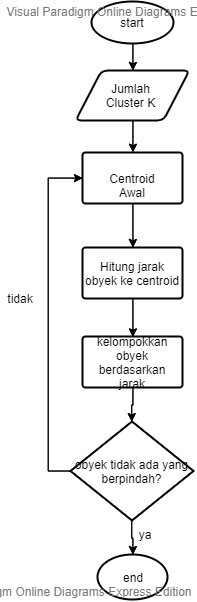 Visual Paradigm Online Diagrams E
start
Jumlah
Cluster K
Centroid
Awal
Hitung jarak
obyek ke centroid
tidak
kelompokkan
obyek
berdasarkan
jarak
obyek tidak ada yang
berpindah?
ya
end
gm Online Diagrams Express Edition